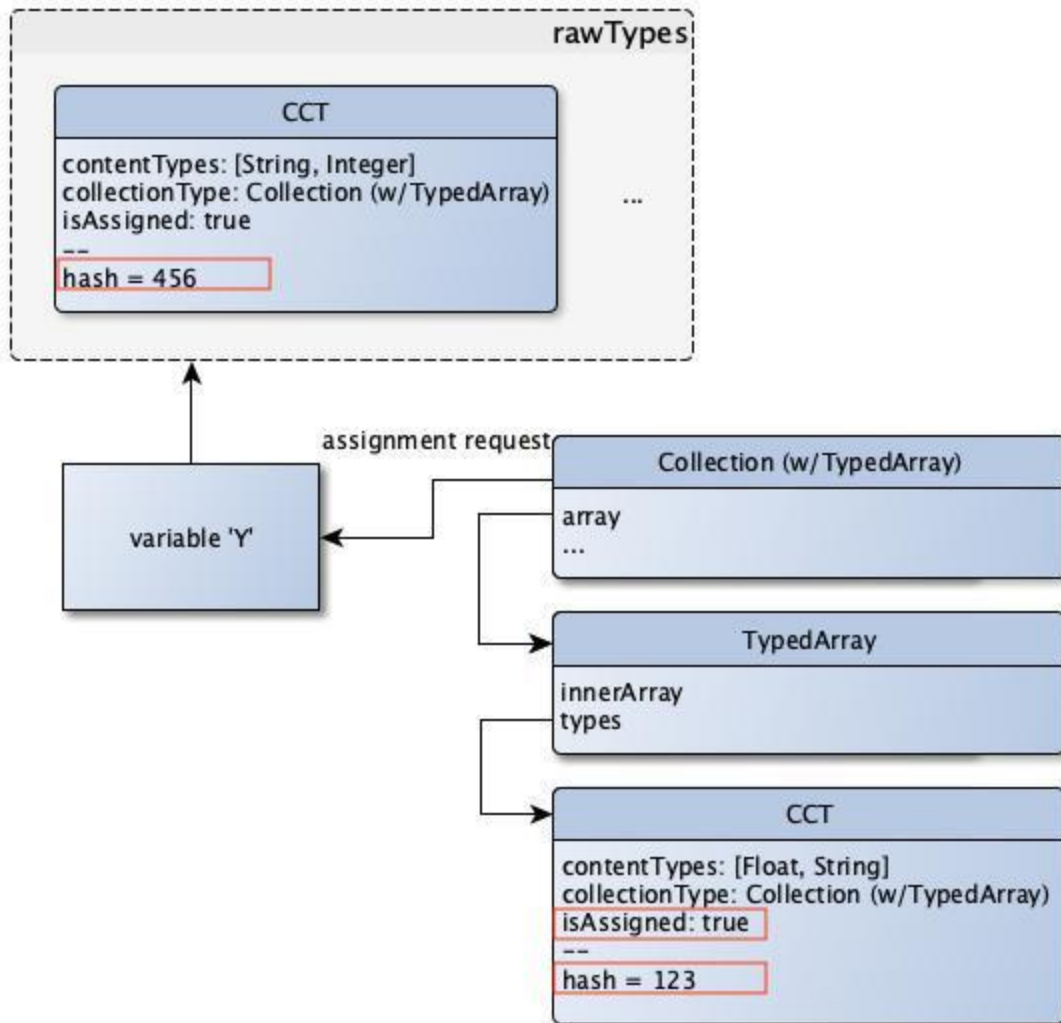 rawTypes
CCT
contentTypes: [String, Integer]
collectionType: Collection (w/TypedArray)
isAssigned: true
--
hash = 456
...
assignment request
variable 'Y'
Collection (w/TypedArray)
array
...
TypedArray
innerArray
types
CCT
contentTypes: [Float, String]
collectionType: Collection (w/TypedArray)
isAssigned: true
--
hash = 123